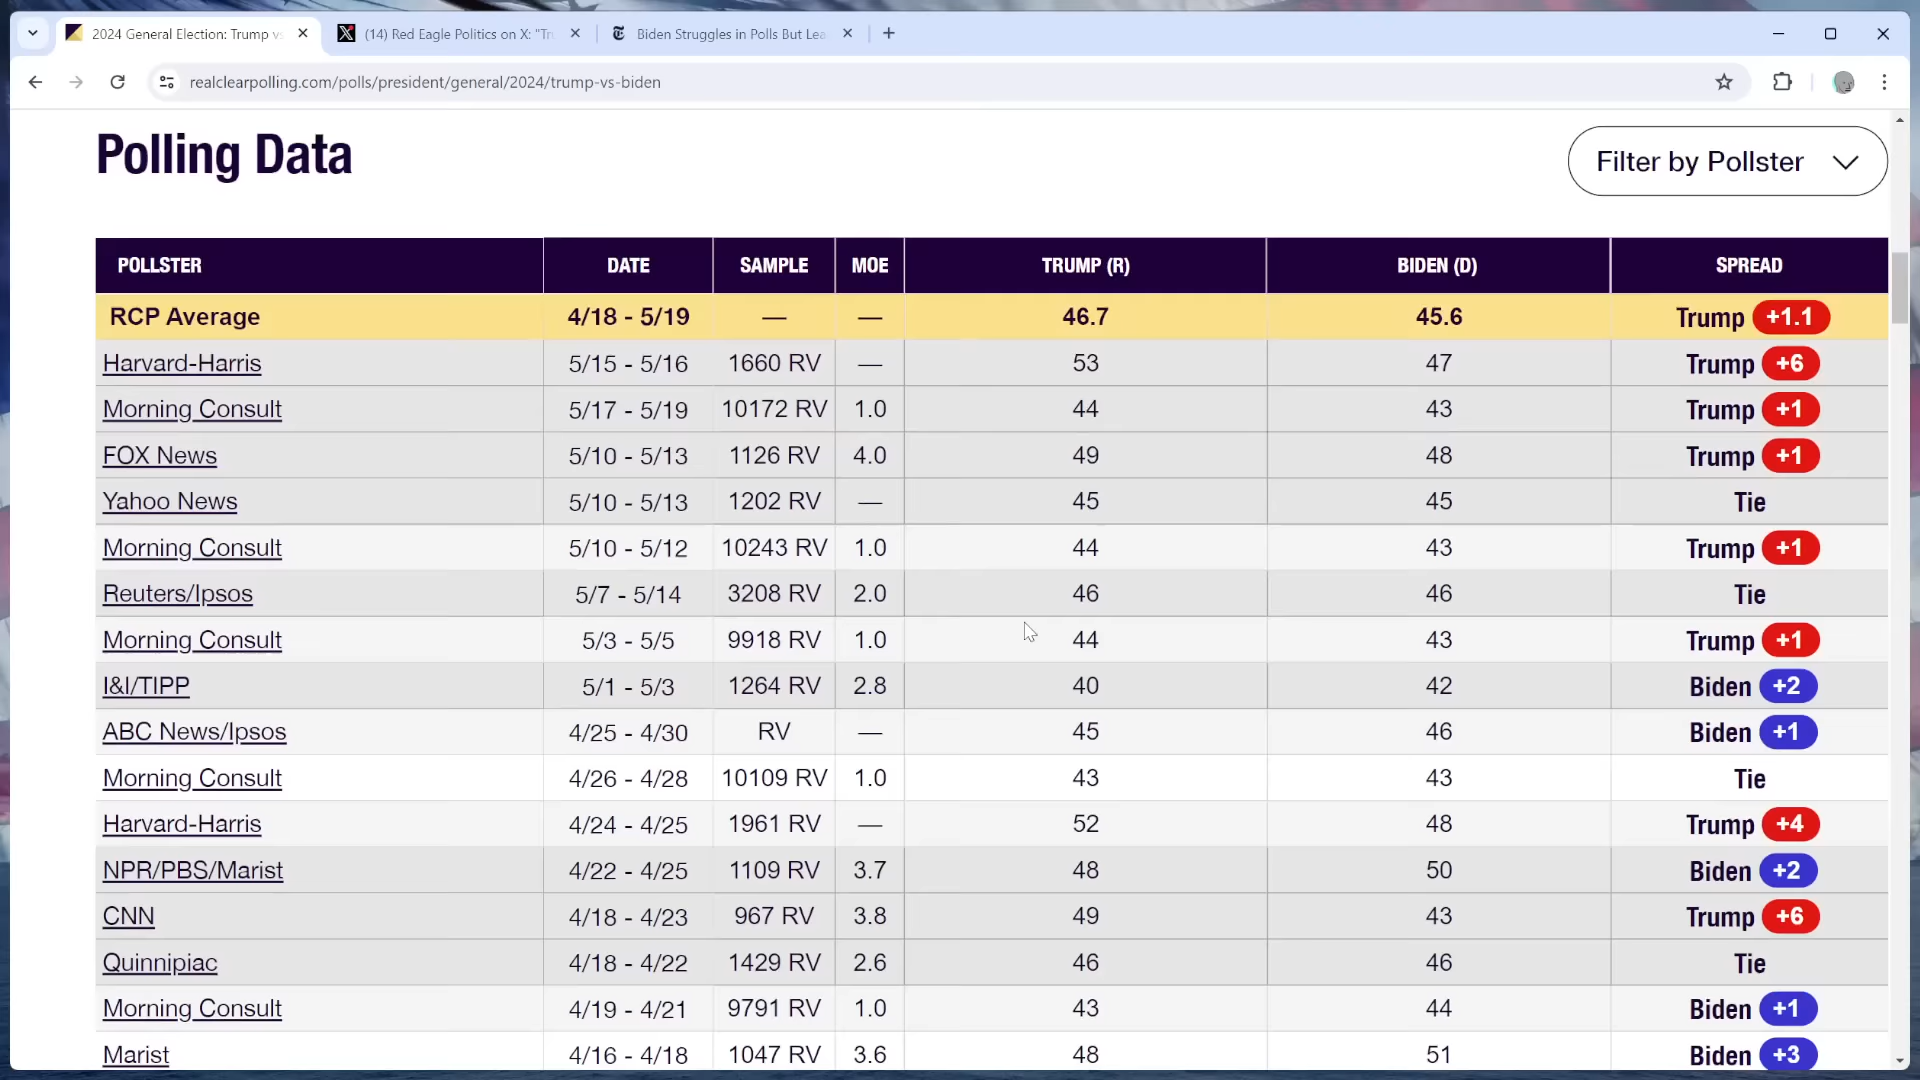 2024 General Election: Trump vs
(14) Red Eagle Politics on X: "Tr
Biden Struggles in Polls But Lea
realclearpolling.com/polls/president/general/2024/trump-vs-biden
Polling Data
Filter by Pollster
POLLSTER DATE SAMPLE MOE TRUMP (R) BIDEN (D) SPREAD
RCP Average 4/18 - 5/19 — — 46.7 45.6 Trump +1.1
Harvard-Harris 5/15 - 5/16 1660 RV — 53 47 Trump +6
Morning Consult 5/17 - 5/19 10172 RV 1.0 44 43 Trump +1
FOX News 5/10 - 5/13 1126 RV 4.0 49 48 Trump +1
Yahoo News 5/10 - 5/13 1202 RV — 45 45 Tie
Morning Consult 5/10 - 5/12 10243 RV 1.0 44 43 Trump +1
Reuters/Ipsos 5/7 - 5/14 3208 RV 2.0 46 46 Tie
Morning Consult 5/3 - 5/5 9918 RV 1.0 44 43 Trump +1
I&I/TIPP 5/1 - 5/3 1264 RV 2.8 40 42 Biden +2
ABC News/Ipsos 4/25 - 4/30 RV — 45 46 Biden +1
Morning Consult 4/26 - 4/28 10109 RV 1.0 43 43 Tie
Harvard-Harris 4/24 - 4/25 1961 RV — 52 48 Trump +4
NPR/PBS/Marist 4/22 - 4/25 1109 RV 3.7 48 50 Biden +2
CNN 4/18 - 4/23 967 RV 3.8 49 43 Trump +6
Quinnipiac 4/18 - 4/22 1429 RV 2.6 46 46 Tie
Morning Consult 4/19 - 4/21 9791 RV 1.0 43 44 Biden +1
Marist 4/16 - 4/18 1047 RV 3.6 48 51 Biden +3